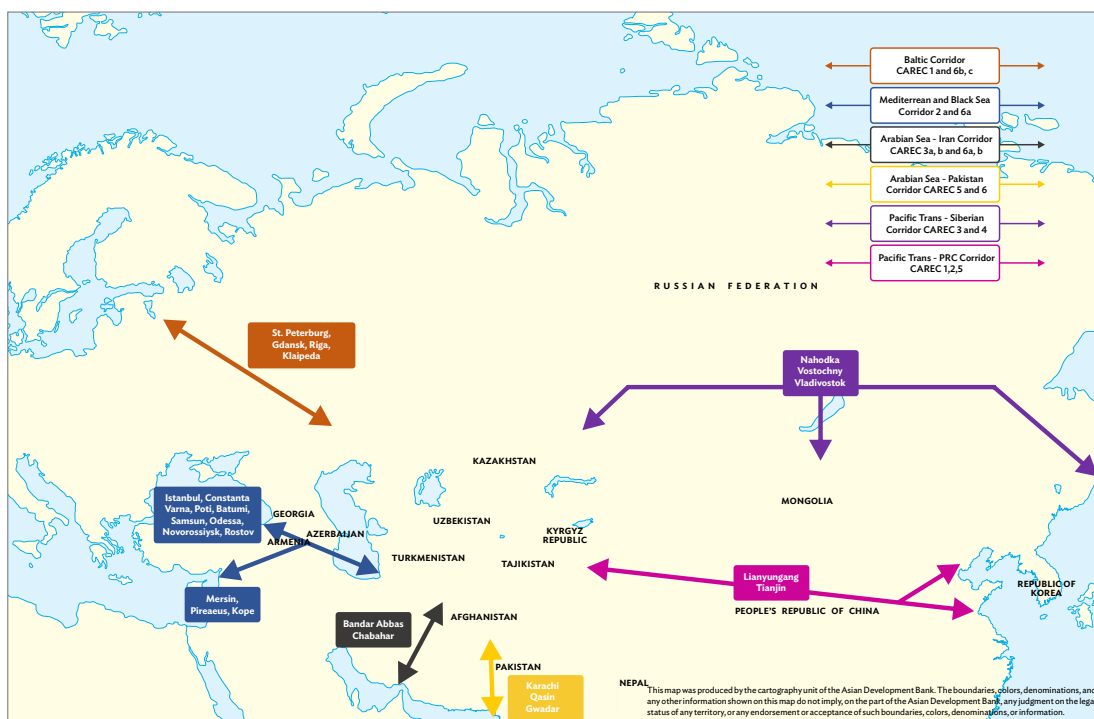 Baltic Corridor
CAREC 1 and 6b, c
Mediterrean and Black Sea
Corridor 2 and 6a
Arabian Sea - Iran Corridor
CAREC 3a, b and 6a, b
Arabian Sea - Pakistan
Corridor CAREC 5 and 6
Pacific Trans - Siberian
Corridor CAREC 3 and 4
Pacific Trans - PRC Corridor
CAREC 1,2,5
RUSSIAN FEDERATION
St. Peterburg,
Gdansk, Riga,
Klaipeda
Nahodka
Vostochny
Vladivostok
KAZAKHSTAN
MONGOLIA
Istanbul, Constanta
Varna, Poti, Batumi,
Samsun, Odessa,
Novorossiysk, Rostov
GEORGIA
ARMENIA
AZERBAIJAN
UZBEKISTAN
KYRGYZ
REPUBLIC
TURKMENISTAN
TAJIKISTAN
Mersin,
Pireaeus, Kope
Lianyungang
Tianjin
PEOPLE'S REPUBLIC OF CHINA
REPUBLIC OF
KOREA
Bandar Abbas
Chabahar
AFGHANISTAN
PAKISTAN
Karachi
Qasin
Gwadar
NEPAL
This map was produced by the cartography unit of the Asian Development Bank. The boundaries, colors, denominations, and
any other information shown on this map do not imply, on the part of the Asian Development Bank, any judgment on the lega
status of any territory, or any endorsement or acceptance of such boundaries, colors, denominations, or information.